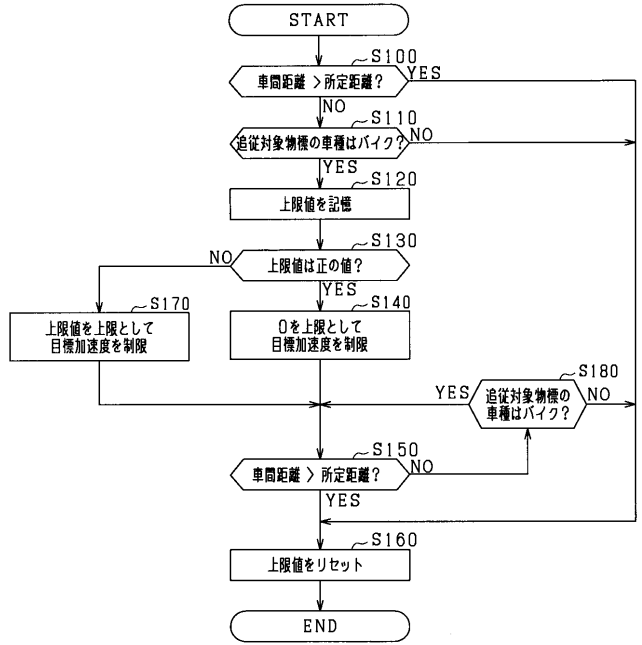 START
S100
車間距離 > 所定距離?
YES
NO
S110
追従対象物標の車種はバイク?
NO
YES
S120
上限値を記憶
S130
上限値は正の値?
NO
YES
S170
上限値を上限として
目標加速度を制限
S140
0を上限として
目標加速度を制限
S180
追従対象物標の
車種はバイク?
YES
NO
S150
車間距離 > 所定距離?
NO
YES
S160
上限値をリセット
END